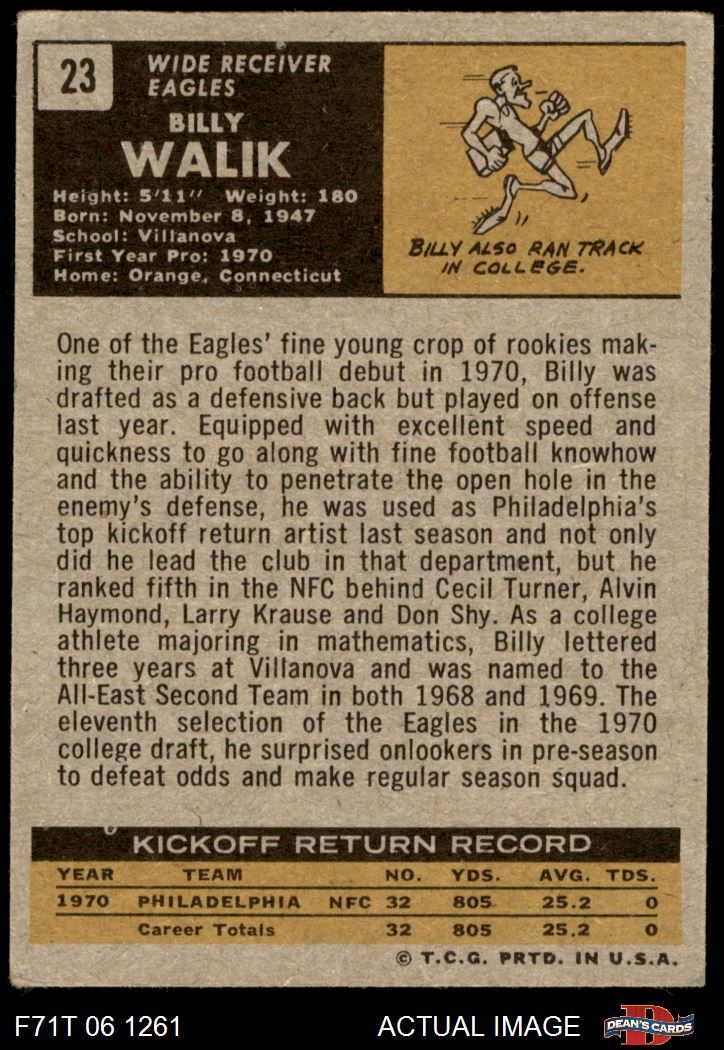 23
WIDE RECEIVER
EAGLES
BILLY
WALIK
Height: 5'11" Weight: 180
Born: November 8, 1947
School: Villanova
First Year Pro: 1970
Home: Orange, Connecticut
BILLY ALSO RAN TRACK
IN COLLEGE.
One of the Eagles' fine young crop of rookies mak-
ing their pro football debut in 1970, Billy was
drafted as a defensive back but played on offense
last year. Equipped with excellent speed and
quickness to go along with fine football knowhow
and the ability to penetrate the open hole in the
enemy's defense, he was used as Philadelphia's
top kickoff return artist last season and not only
did he lead the club in that department, but he
ranked fifth in the NFC behind Cecil Turner, Alvin
Haymond, Larry Krause and Don Shy. As a college
athlete majoring in mathematics, Billy lettered
three years at Villanova and was named to the
All-East Second Team in both 1968 and 1969. The
eleventh selection of the Eagles in the 1970
college draft, he surprised onlookers in pre-season
to defeat odds and make regular season squad.
KICKOFF RETURN RECORD
YEAR TEAM NO. YDS. AVG. TDS.
1970 PHILADELPHIA NFC 32 805 25.2 0
Career Totals 32 805 25.2 0
© T.C.G. PRTD. IN U.S.A.
F71T 06 1261 ACTUAL IMAGE D DEAN'S CARDS